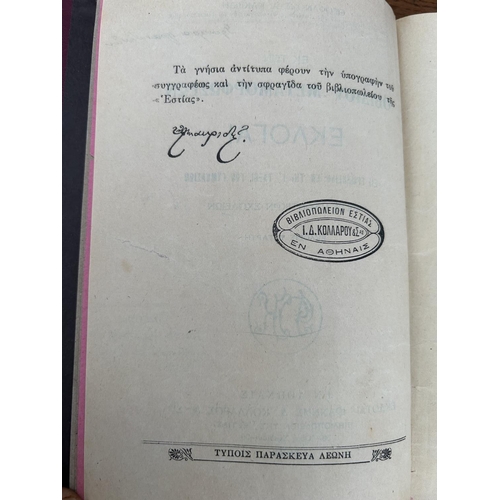 Τὰ γνήσια ἀντίτυπα φέρουν τὴν ὑπογραφὴν τοῦ
συγγραφέως καὶ τὴν σφραγῖδα τοῦ βιβλιοπωλείου τῆς
«Ἑστίας».
ΒΙΒΛΙΟΠΩΛΕΙΟΝ ΕΣΤΙΑΣ
Ι.Δ. ΚΟΛΛΑΡΟΥ & Σας
ΕΝ ΑΘΗΝΑΙΣ
ΤΥΠΟΙΣ ΠΑΡΑΣΚΕΥΑ ΛΕΩΝΗ